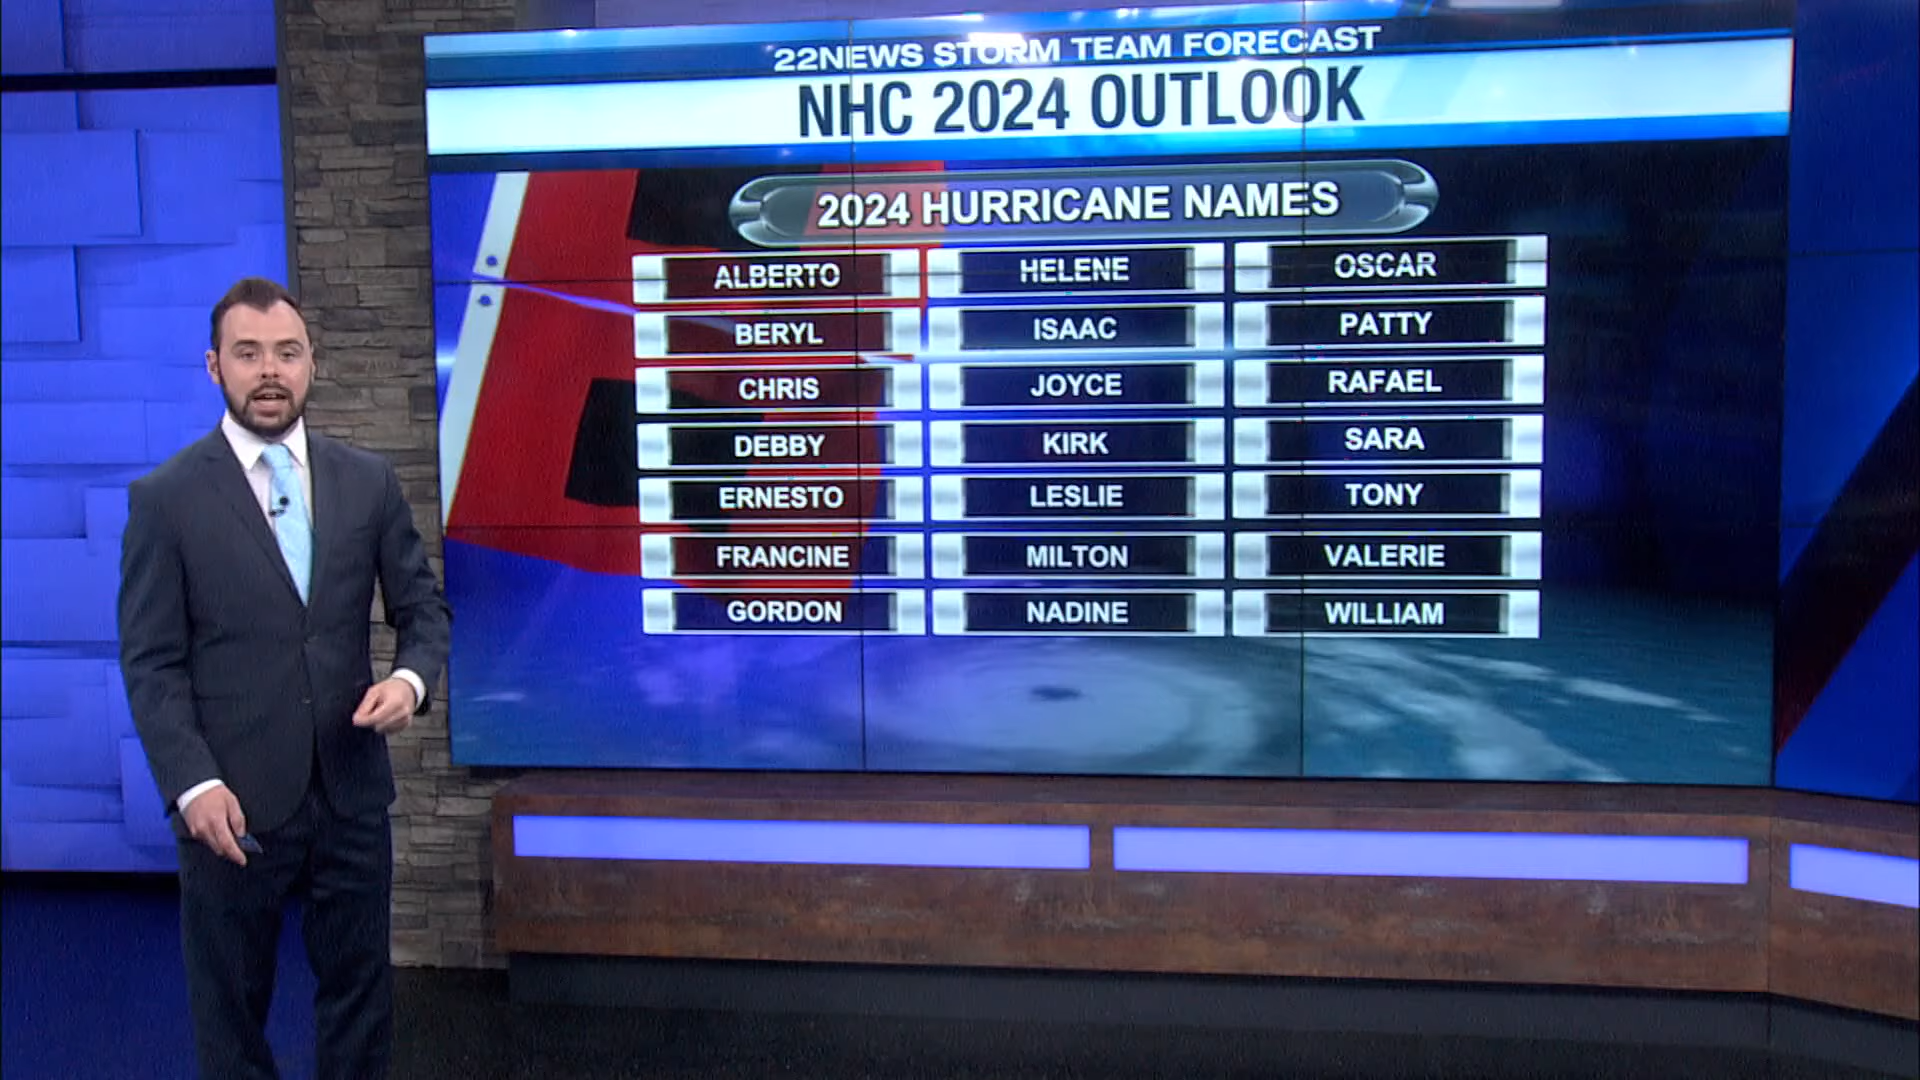 22NEWS STORM TEAM FORECAST
NHC 2024 OUTLOOK
2024 HURRICANE NAMES
ALBERTO
BERYL
CHRIS
DEBBY
ERNESTO
FRANCINE
GORDON
HELENE
ISAAC
JOYCE
KIRK
LESLIE
MILTON
NADINE
OSCAR
PATTY
RAFAEL
SARA
TONY
VALERIE
WILLIAM